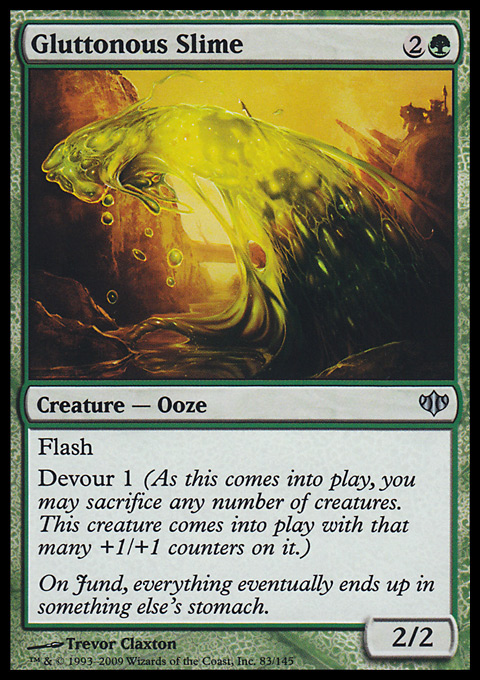 Gluttonous Slime 2
Creature — Ooze
Flash
Devour 1 (As this comes into play, you
may sacrifice any number of creatures.
This creature comes into play with that
many +1/+1 counters on it.)
On Jund, everything eventually ends up in
something else's stomach.
2/2
Trevor Claxton
™ & © 1993–2009 Wizards of the Coast, Inc. 83/145